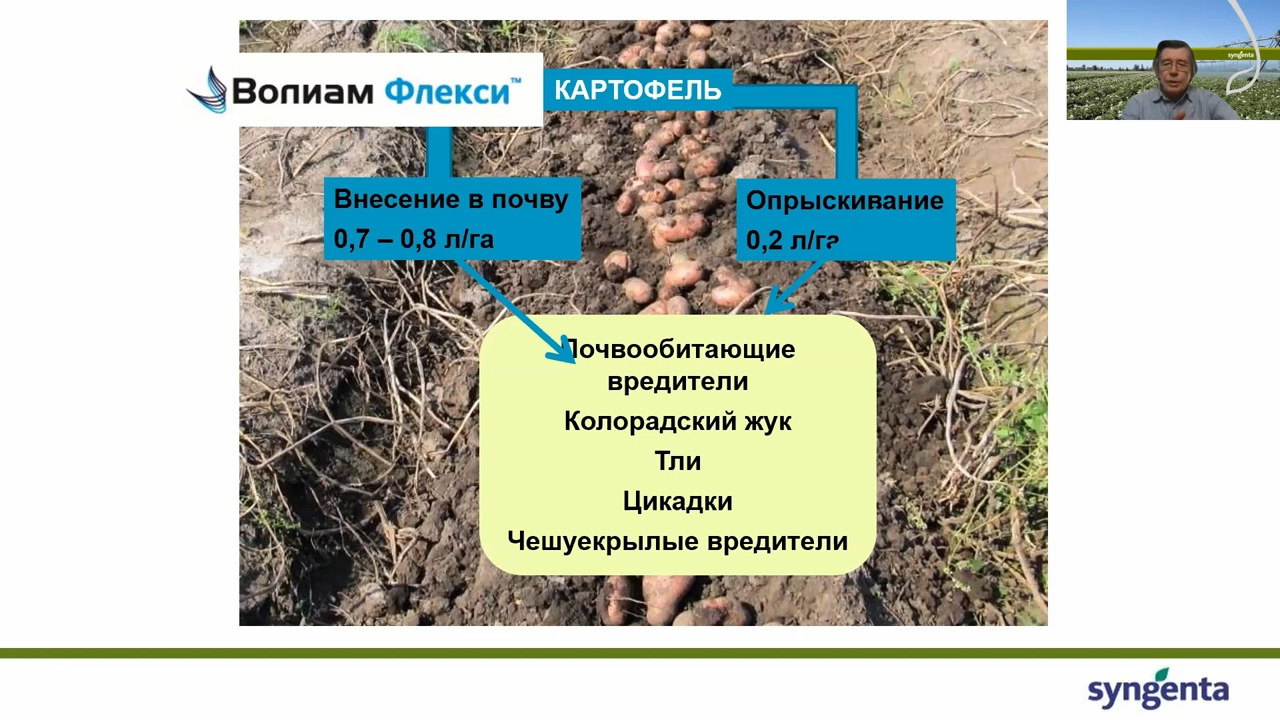 Волиам Флекси™
КАРТОФЕЛЬ
Внесение в почву
0,7 – 0,8 л/га
Опрыскивание
0,2 л/га
Почвообитающие
вредители
Колорадский жук
Тли
Цикадки
Чешуекрылые вредители
syngenta
syngenta